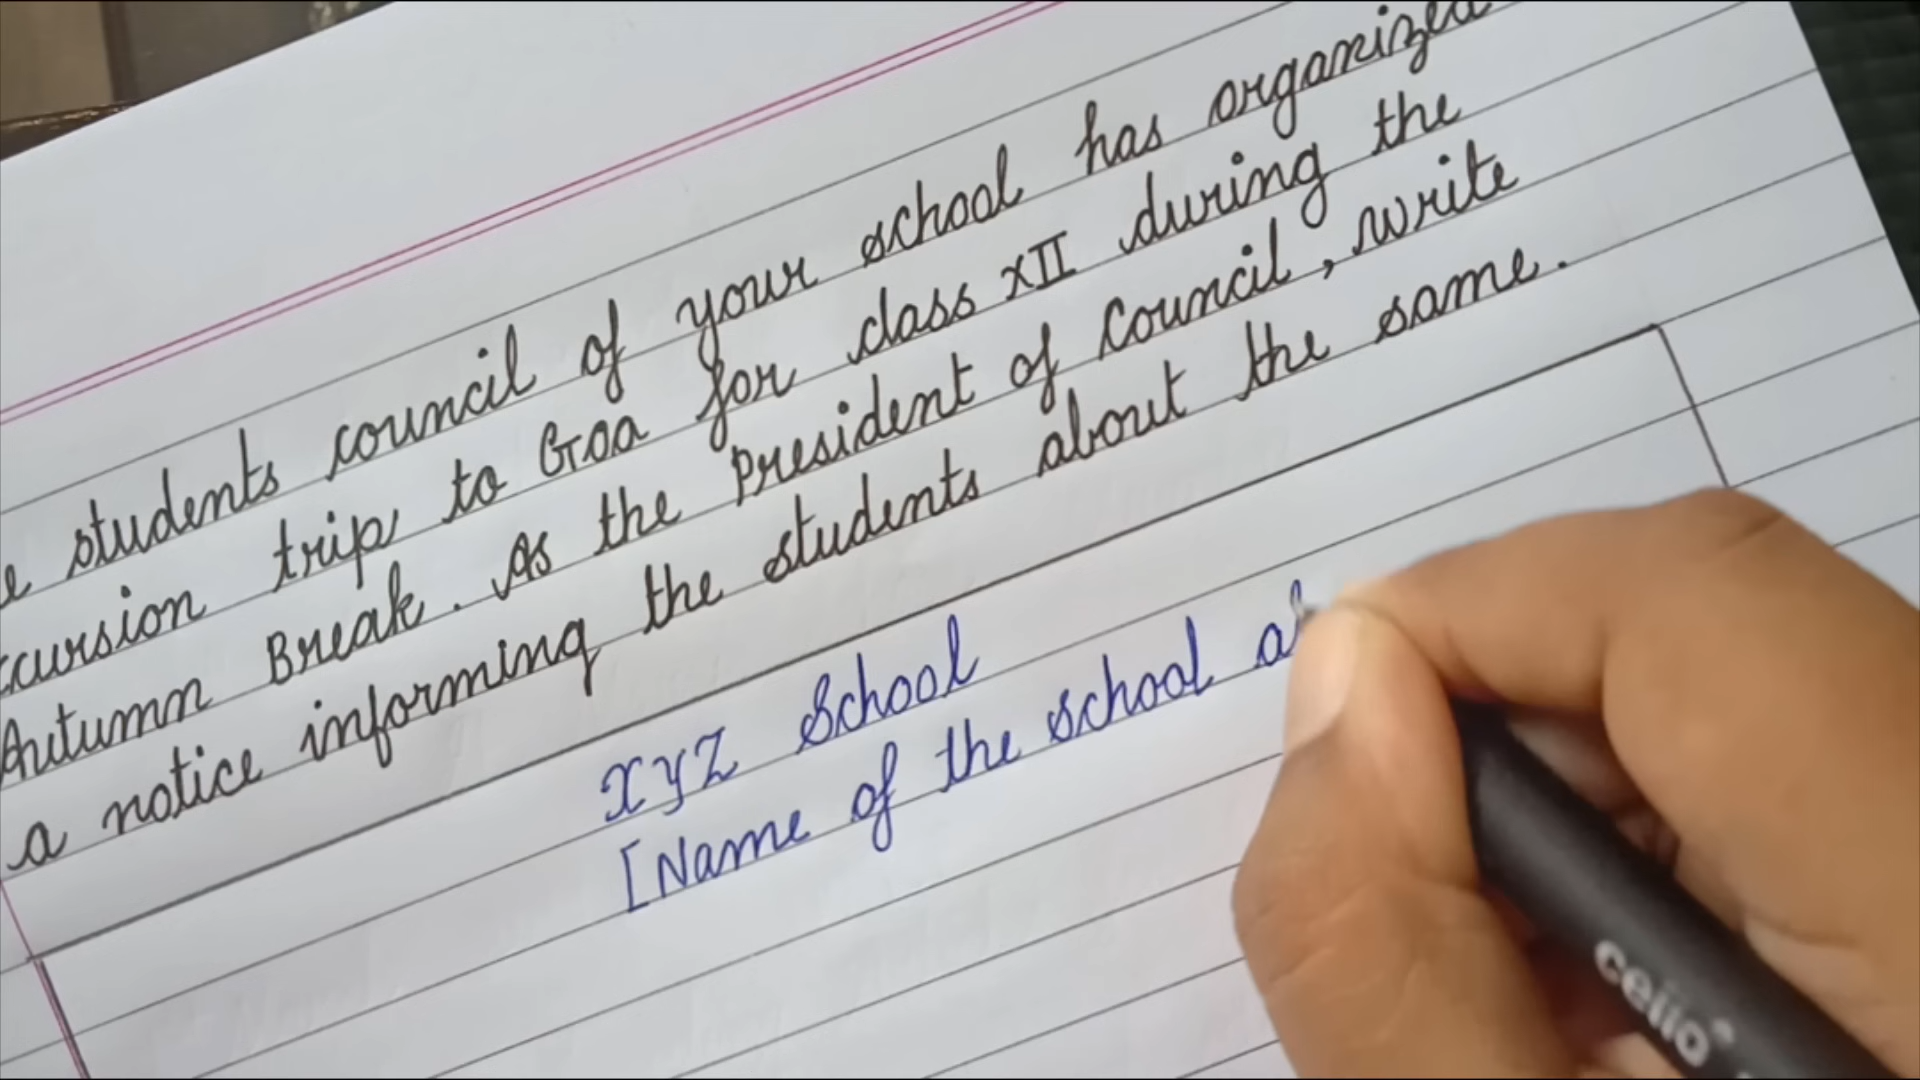 students council of your school has organized
trip to Goa for class XII during the
Autumn Break. As the President of Council, write
a notice informing the students about the same.
XYZ School
[Name of the school
cello